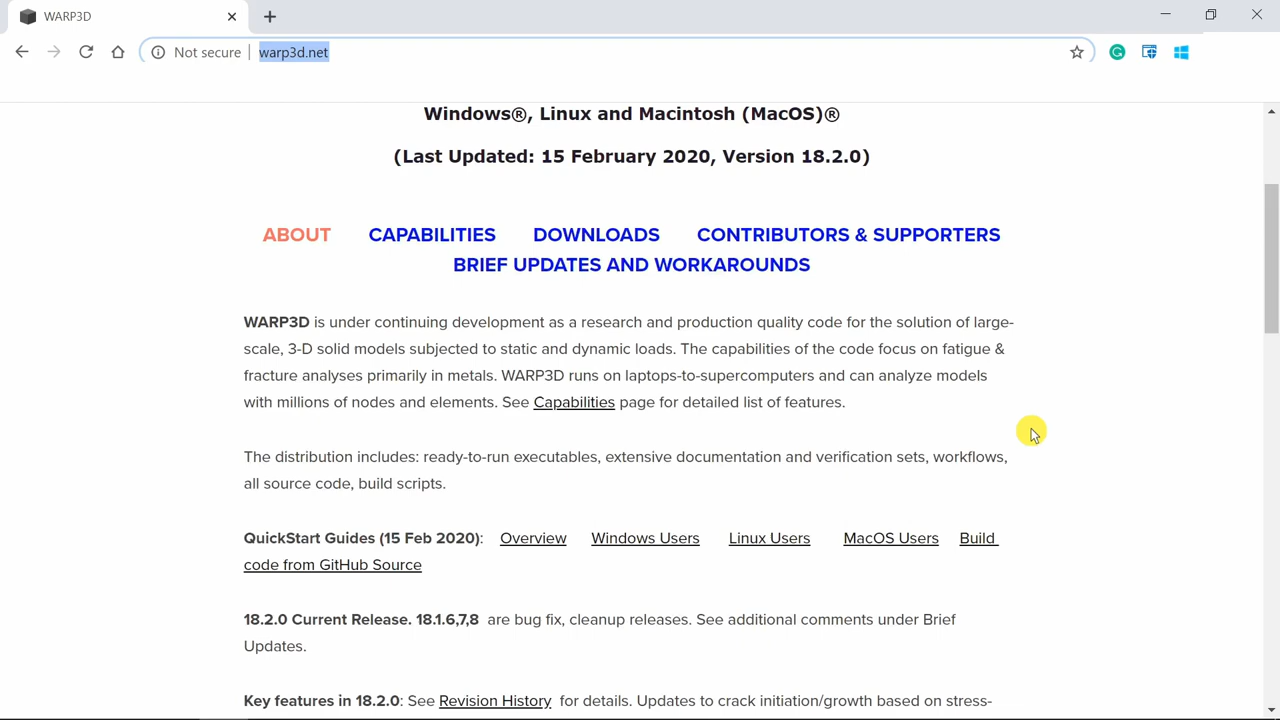 WARP3D
Not secure | warp3d.net
Windows®, Linux and Macintosh (MacOS)®
(Last Updated: 15 February 2020, Version 18.2.0)
ABOUT CAPABILITIES DOWNLOADS CONTRIBUTORS & SUPPORTERS
BRIEF UPDATES AND WORKAROUNDS
WARP3D is under continuing development as a research and production quality code for the solution of large-
scale, 3-D solid models subjected to static and dynamic loads. The capabilities of the code focus on fatigue &
fracture analyses primarily in metals. WARP3D runs on laptops-to-supercomputers and can analyze models
with millions of nodes and elements. See Capabilities page for detailed list of features.
The distribution includes: ready-to-run executables, extensive documentation and verification sets, workflows,
all source code, build scripts.
QuickStart Guides (15 Feb 2020): Overview Windows Users Linux Users MacOS Users Build
code from GitHub Source
18.2.0 Current Release. 18.1.6,7,8 are bug fix, cleanup releases. See additional comments under Brief
Updates.
Key features in 18.2.0: See Revision History for details. Updates to crack initiation/growth based on stress-